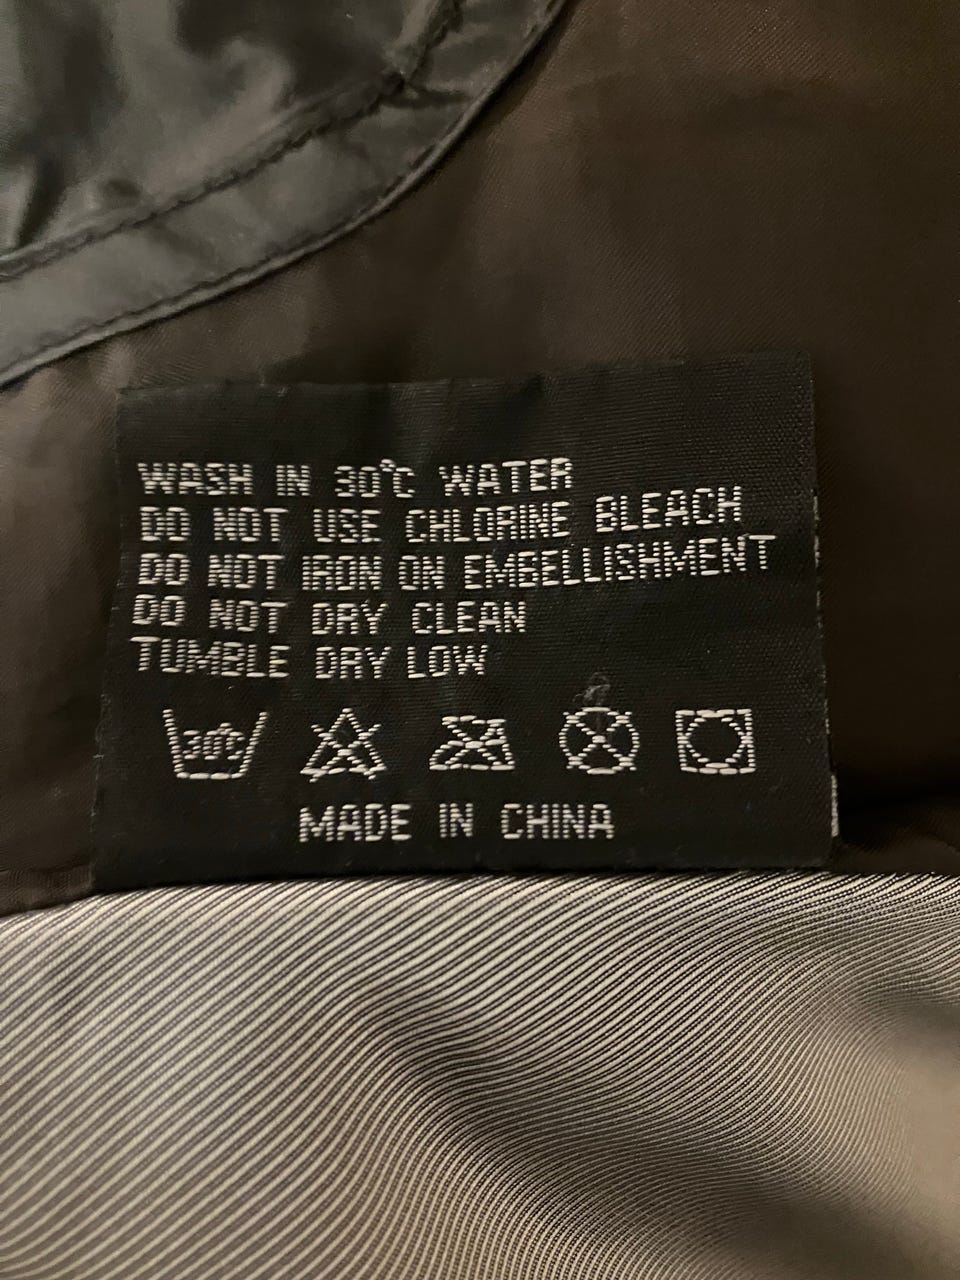 WASH IN 30℃ WATER
DO NOT USE CHLORINE BLEACH
DO NOT IRON ON EMBELLISHMENT
DO NOT DRY CLEAN
TUMBLE DRY LOW
30℃
MADE IN CHINA